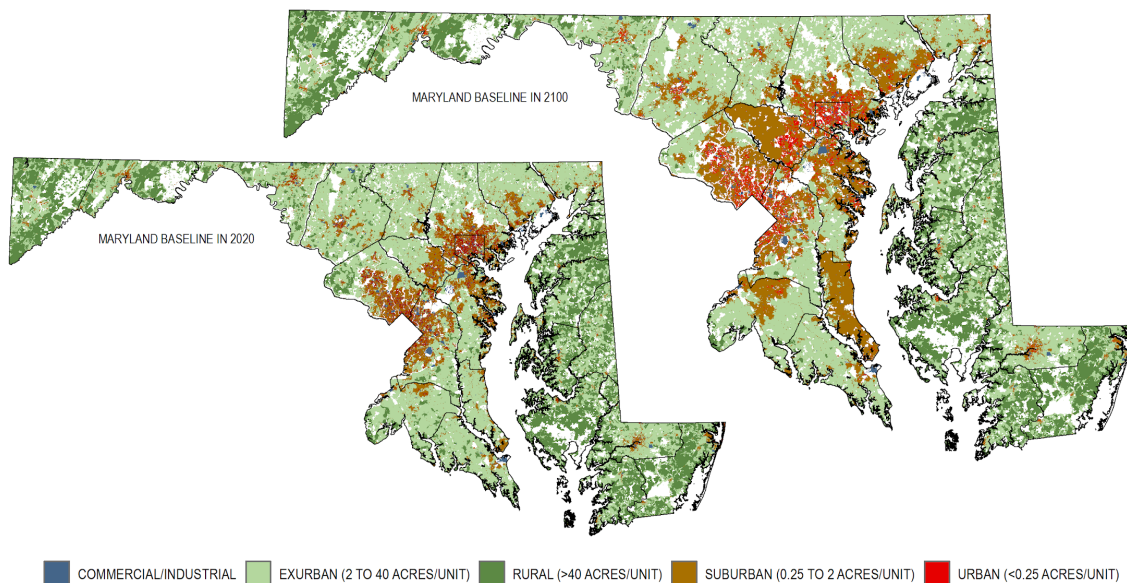 MARYLAND BASELINE IN 2100
MARYLAND BASELINE IN 2020
COMMERCIAL/INDUSTRIAL
EXURBAN (2 TO 40 ACRES/UNIT)
RURAL (>40 ACRES/UNIT)
SUBURBAN (0.25 TO 2 ACRES/UNIT)
URBAN (<0.25 ACRES/UNIT)